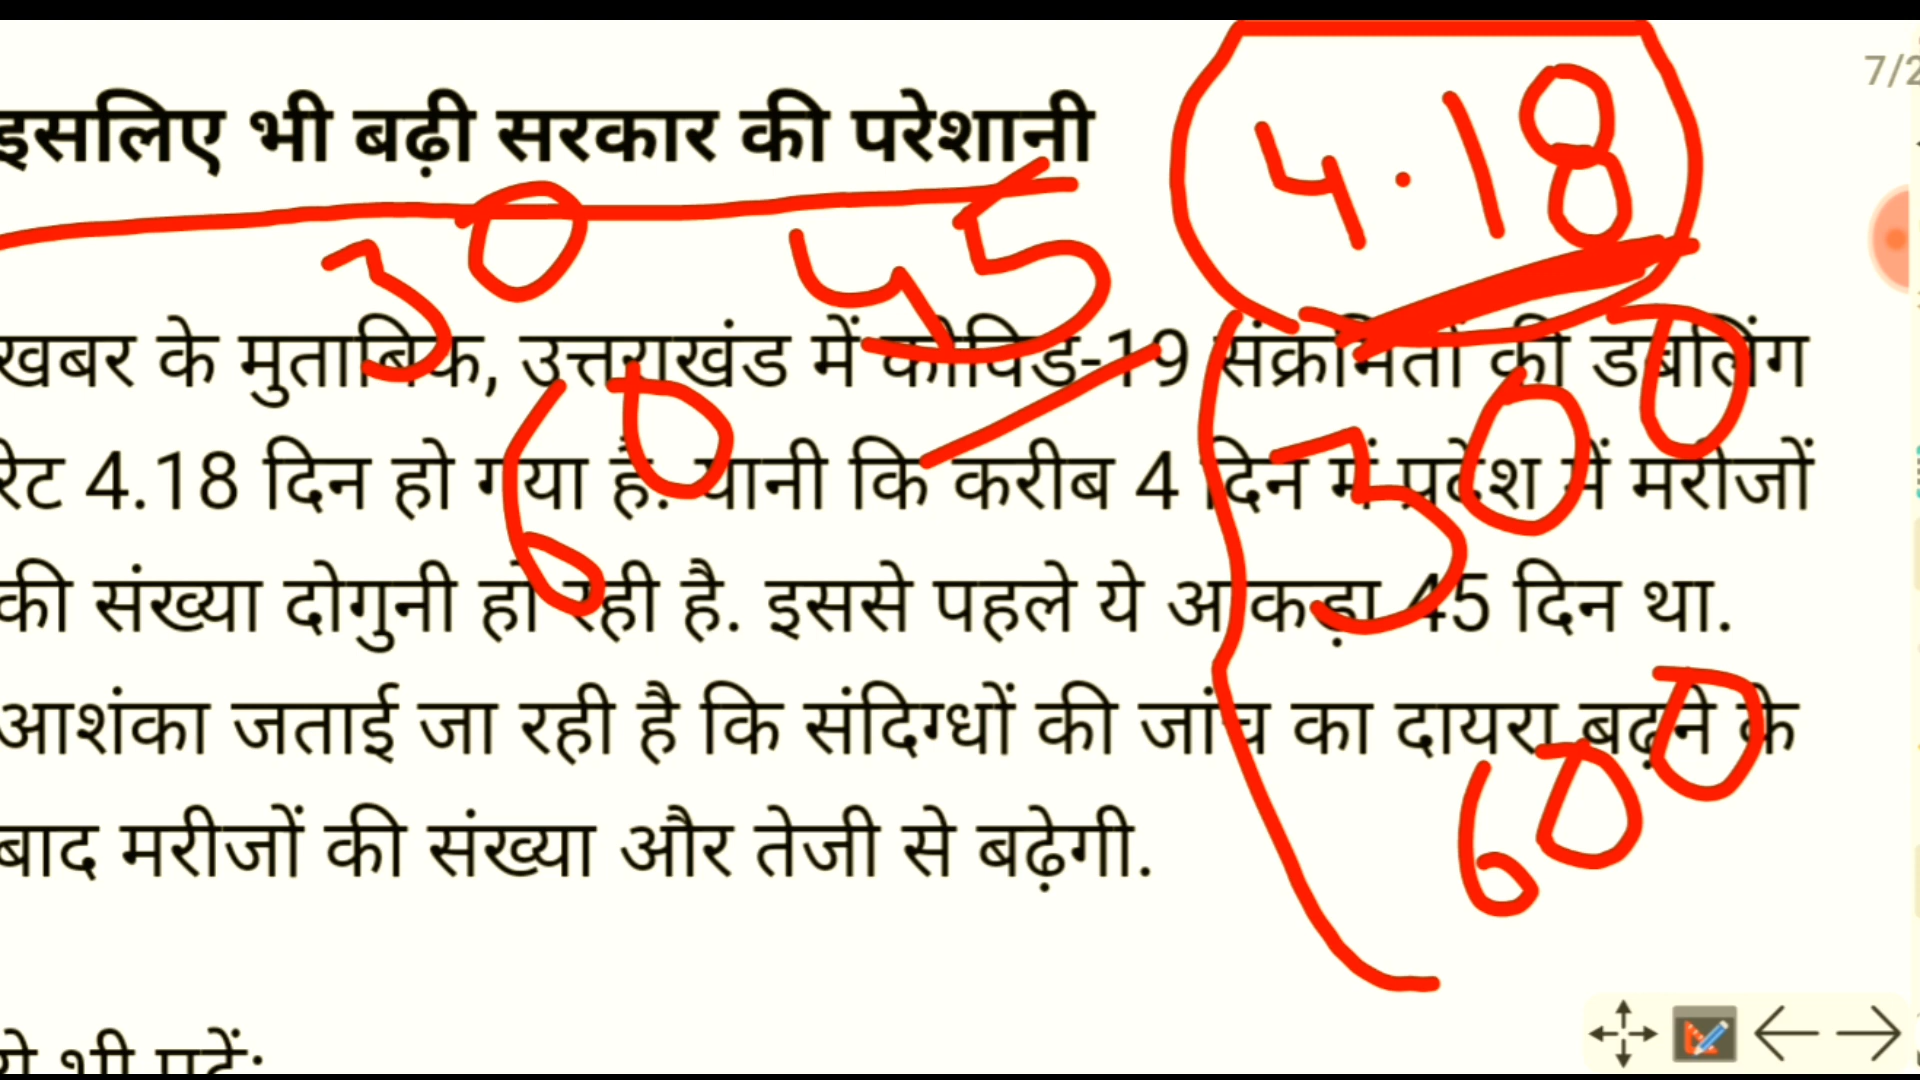 7/2
इसलिए भी बढ़ी सरकार की परेशानी
4.18
30 45
खबर के मुताबिक, उत्तराखंड में कोविड-19 संक्रमितों की डबलिंग
रेट 4.18 दिन हो गया है. यानी कि करीब 4 दिन में प्रदेश में मरीजों
60
300
की संख्या दोगुनी हो रही है. इससे पहले ये आंकड़ा 45 दिन था.
आशंका जताई जा रही है कि संदिग्धों की जांच का दायरा बढ़ने के
600
बाद मरीजों की संख्या और तेजी से बढ़ेगी.
ये भी पढ़ें: